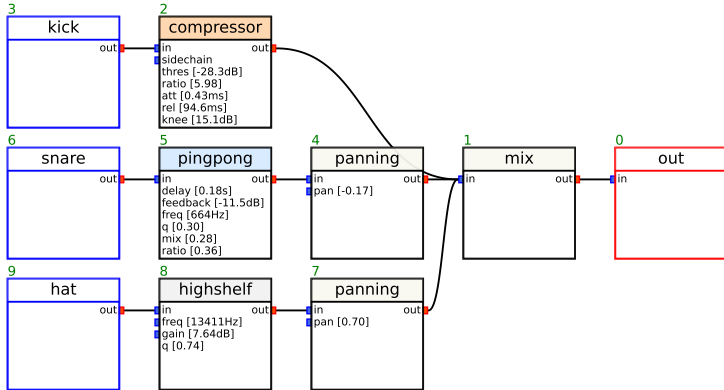 3
kick
out
2
compressor
in out
sidechain
thres [-28.3dB]
ratio [5.98]
att [0.43ms]
rel [94.6ms]
knee [15.1dB]
6
snare
out
5
pingpong
in out
delay [0.18s]
feedback [-11.5dB]
freq [664Hz]
q [0.30]
mix [0.28]
ratio [0.36]
4
panning
in out
pan [-0.17]
1
mix
in out
0
out
in
9
hat
out
8
highshelf
in out
freq [13411Hz]
gain [7.64dB]
q [0.74]
7
panning
in out
pan [0.70]